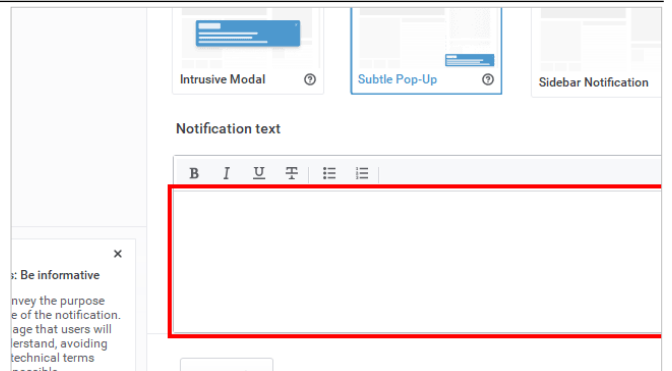 Intrusive Modal
Subtle Pop-Up
Sidebar Notification
Notification text
B I U T
s: Be informative
nvey the purpose
e of the notification.
age that users will
lerstand, avoiding
technical terms